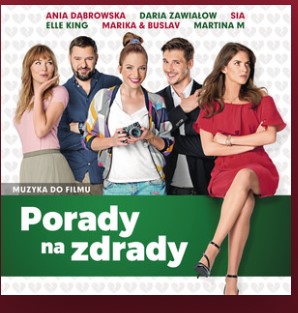 ANIA DĄBROWSKA DARIA ZAWIAŁOW SIA
ELLE KING MARIKA & BUSLAV MARTINA M
MUZYKA DO FILMU
Porady
na zdrady